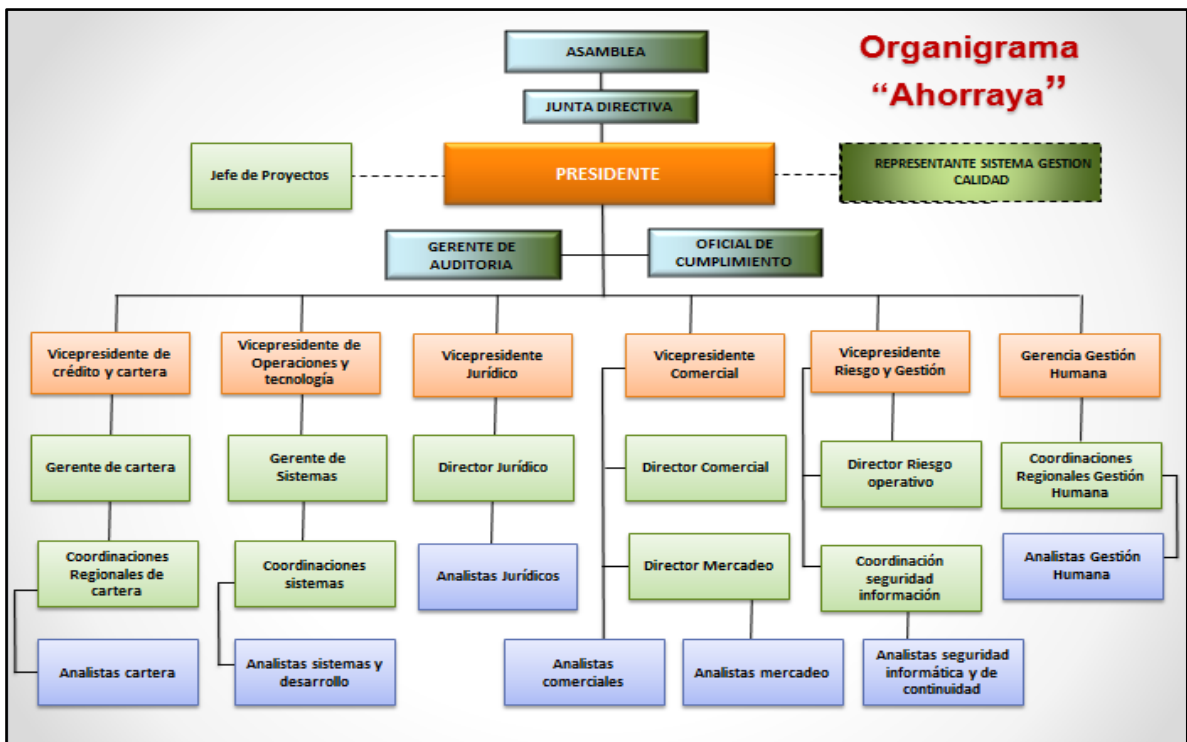 Organigrama
“Ahorraya”
ASAMBLEA
JUNTA DIRECTIVA
Jefe de Proyectos
PRESIDENTE
REPRESENTANTE SISTEMA GESTION
CALIDAD
GERENTE DE
AUDITORIA
OFICIAL DE
CUMPLIMIENTO
Vicepresidente de
crédito y cartera
Vicepresidente de
Operaciones y
tecnología
Vicepresidente
Jurídico
Vicepresidente
Comercial
Vicepresidente
Riesgo y Gestión
Gerencia Gestión
Humana
Gerente de cartera
Gerente de
Sistemas
Director Jurídico
Director Comercial
Director Riesgo
operativo
Coordinaciones
Regionales Gestión
Humana
Coordinaciones
Regionales de
cartera
Coordinaciones
sistemas
Analistas Jurídicos
Director Mercadeo
Coordinación
seguridad
información
Analistas Gestión
Humana
Analistas cartera
Analistas sistemas y
desarrollo
Analistas
comerciales
Analistas mercadeo
Analistas seguridad
informática y de
continuidad